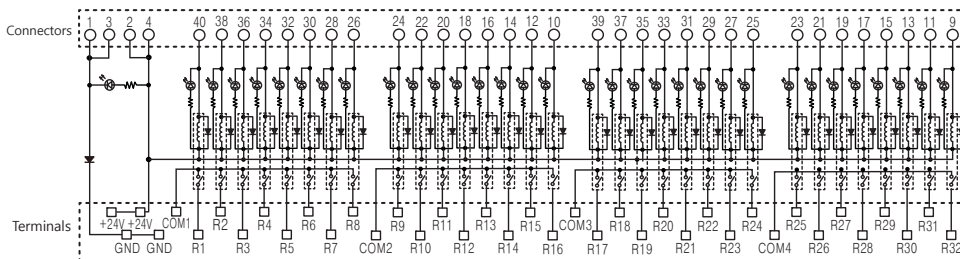 1 3 2 4 40 38 36 34 32 30 28 26 24 22 20 18 16 14 12 10 39 37 35 33 31 29 27 25 23 21 19 17 15 13 11 9
Connectors
Terminals
+24V +24V COM1 R2 R4 R6 R8 R9 R11 R13 R15 COM3 R18 R20 R22 R24 R25 R27 R29 R31
GND GND R1 R3 R5 R7 COM2 R10 R12 R14 R16 R17 R19 R21 R23 COM4 R26 R28 R30 R32